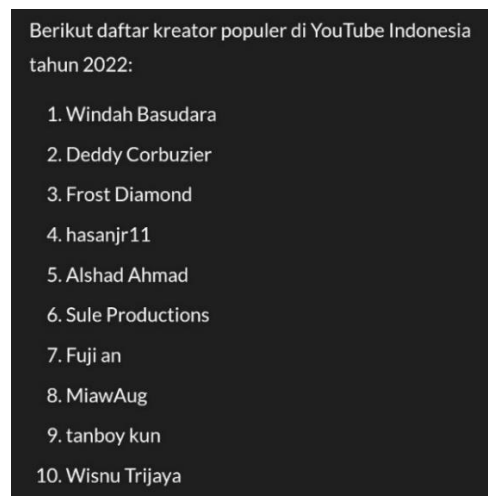 Berikut daftar kreator populer di YouTube Indonesia
tahun 2022:
1. Windah Basudara
2. Deddy Corbuzier
3. Frost Diamond
4. hasanjr11
5. Alshad Ahmad
6. Sule Productions
7. Fuji an
8. MiawAug
9. tanboy kun
10. Wisnu Trijaya